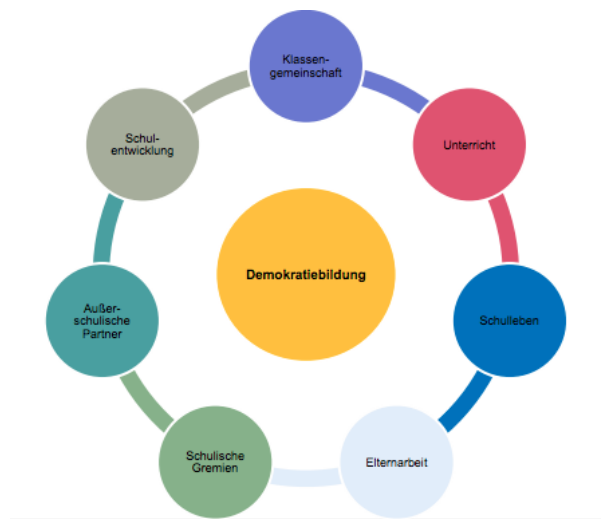 Klassen-
gemeinschaft
Unterricht
Schulleben
Elternarbeit
Schulische
Gremien
Außer-
schulische
Partner
Schul-
entwicklung
Demokratiebildung